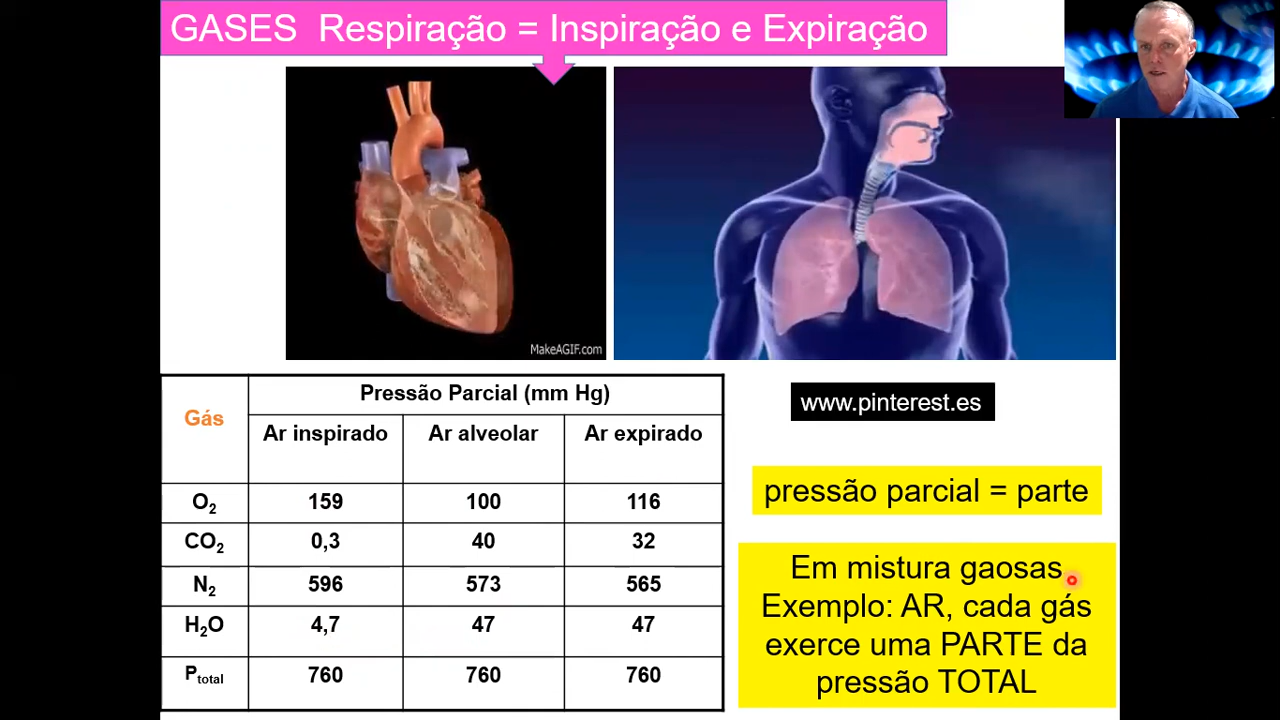 GASES Respiração = Inspiração e Expiração
MakeAGIF.com
Gás
Pressão Parcial (mm Hg)
Ar inspirado Ar alveolar Ar expirado
O₂ 159 100 116
CO₂ 0,3 40 32
N₂ 596 573 565
H₂O 4,7 47 47
Ptotal 760 760 760
www.pinterest.es
pressão parcial = parte
Em mistura gaosas
Exemplo: AR, cada gás
exerce uma PARTE da
pressão TOTAL